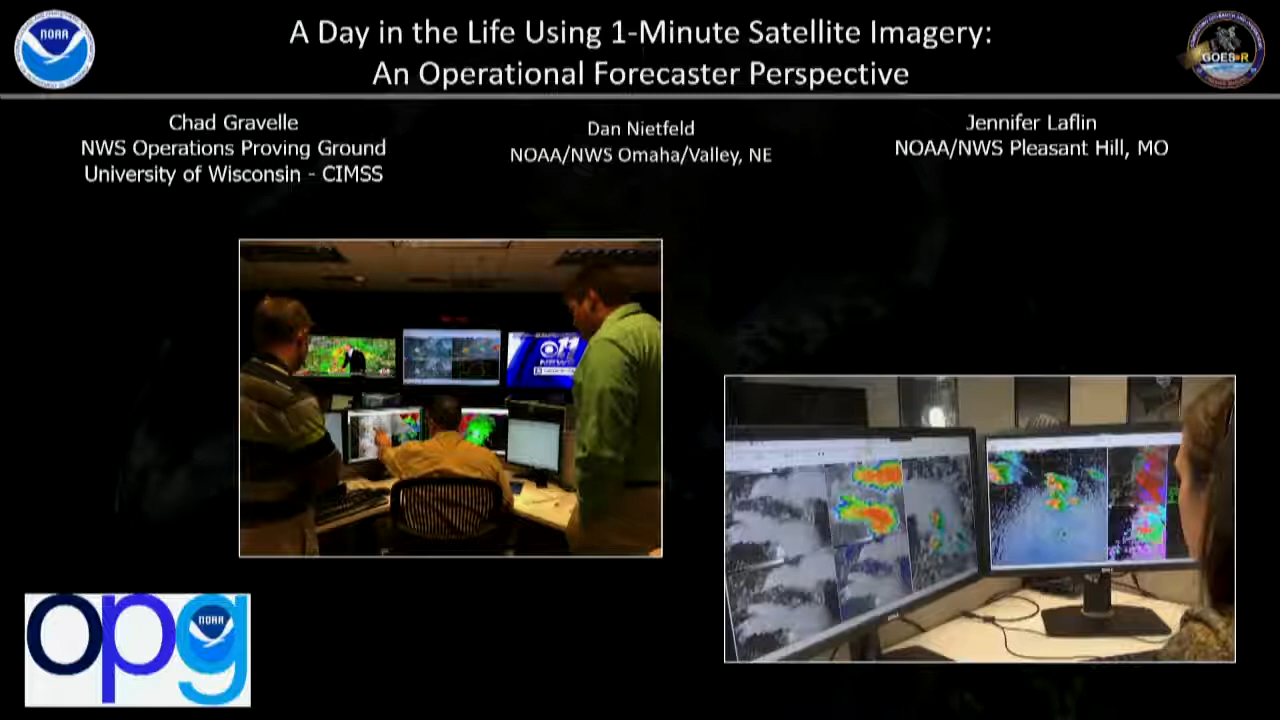 A Day in the Life Using 1-Minute Satellite Imagery:
An Operational Forecaster Perspective
NOAA
GOES-R
Chad Gravelle
NWS Operations Proving Ground
University of Wisconsin - CIMSS
Dan Nietfeld
NOAA/NWS Omaha/Valley, NE
Jennifer Laflin
NOAA/NWS Pleasant Hill, MO
11
NEWS
opg
NOAA